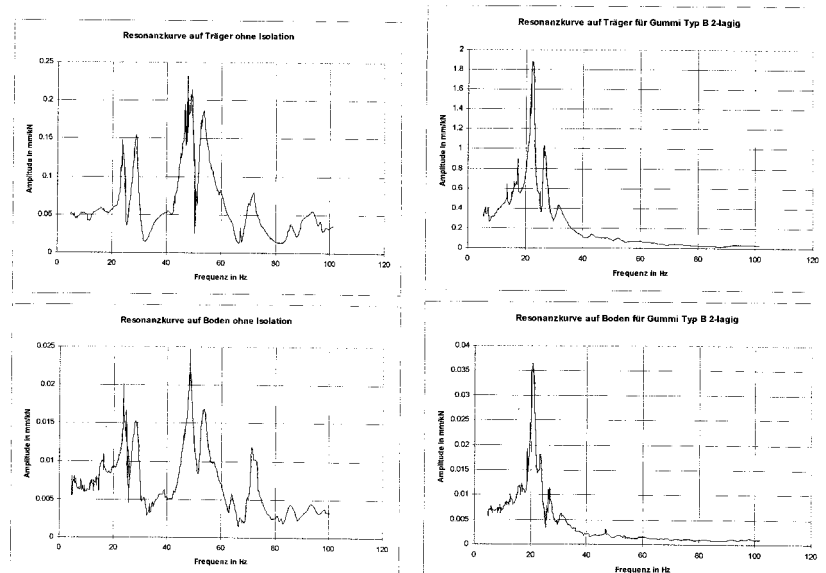 Resonanzkurve auf Träger ohne Isolation
Amplitude in mm/kN
0.25
0.2
0.15
0.1
0.05
0
0 20 40 60 80 100 120
Frequenz in Hz
Resonanzkurve auf Träger für Gummi Typ B 2-lagig
Amplitude in mm/kN
2
1.8
1.6
1.4
1.2
1
0.8
0.6
0.4
0.2
0
0 20 40 60 80 100 120
Frequenz in Hz
Resonanzkurve auf Boden ohne Isolation
Amplitude in mm/kN
0.025
0.02
0.015
0.01
0.005
0
0 20 40 60 80 100 120
Frequenz in Hz
Resonanzkurve auf Boden für Gummi Typ B 2-lagig
Amplitude in mm/kN
0.04
0.035
0.03
0.025
0.02
0.015
0.01
0.005
0
0 20 40 60 80 100 120
Frequenz in Hz